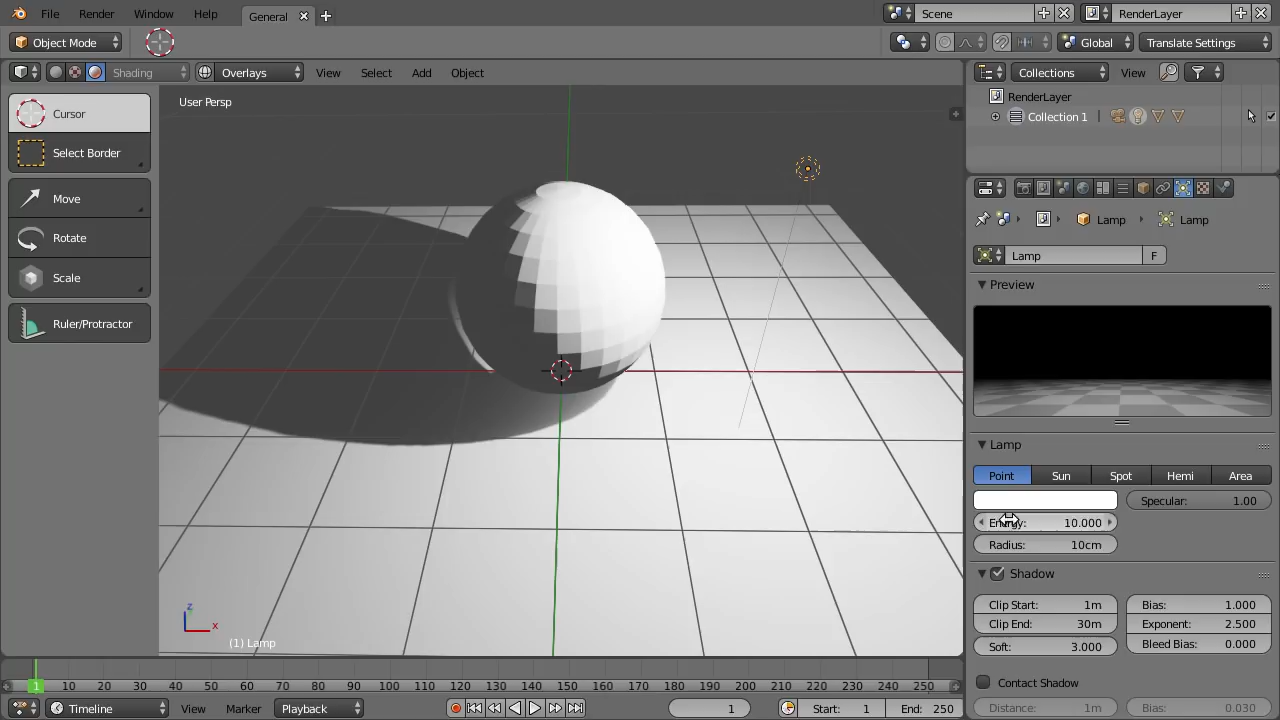 File Render Window Help General Scene RenderLayer
Object Mode Global Translate Settings
Shading Overlays View Select Add Object Collections View
User Persp
RenderLayer
Cursor
Collection 1
Select Border
Move
Lamp Lamp
Rotate
Lamp F
Scale
Preview
Ruler/Protractor
Lamp
Point Sun Spot Hemi Area
Specular: 1.00
Energy: 10.000
Radius: 10cm
Shadow
Clip Start: 1m Bias: 1.000
Clip End: 30m Exponent: 2.500
Soft: 3.000 Bleed Bias: 0.000
z
x
(1) Lamp
Contact Shadow
1 10 20 30 40 50 60 70 80 90 100 110 120 130 140 150 160 170 180 190 200 210 220 230 240 250
Timeline View Marker Playback 1 Start: 1 End: 250
Distance: 1m Bias: 0.030